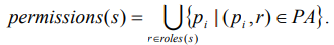 permissions(s) = ⋃{p_i | (p_i, r) ∈ PA}.
r∈roles(s)